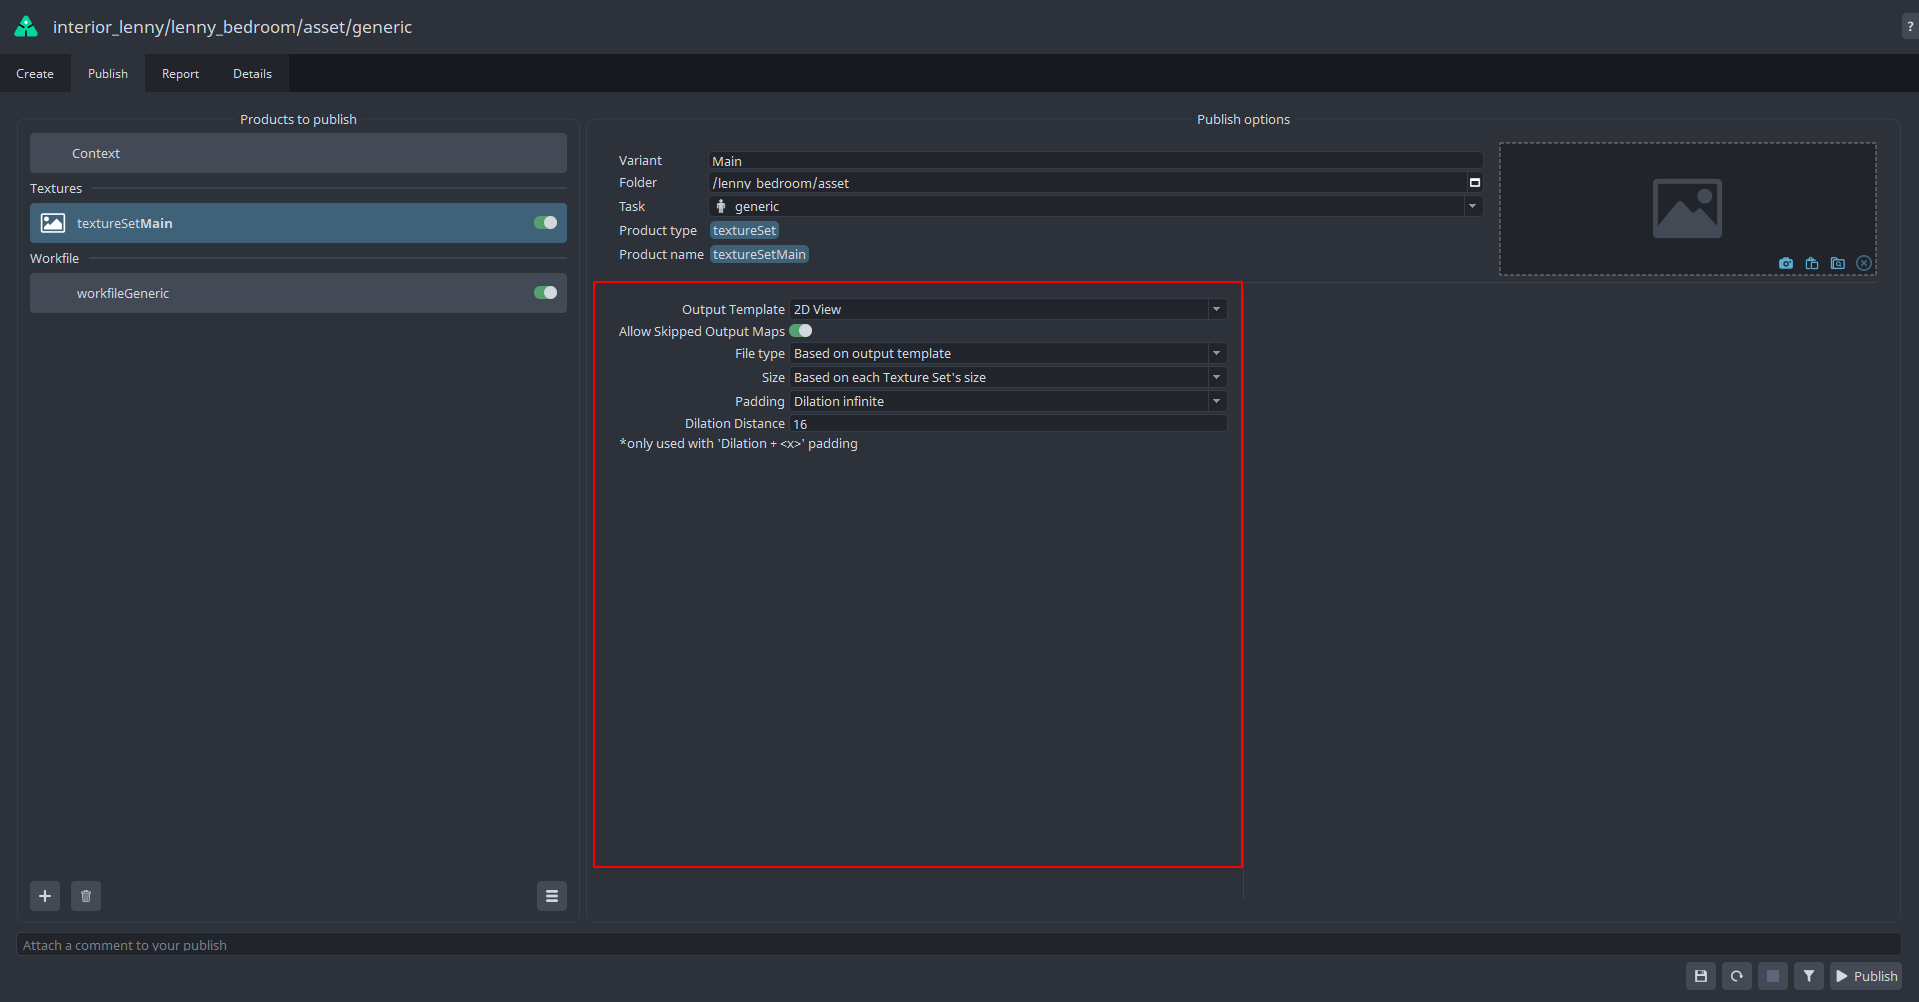 interior_lenny/lenny_bedroom/asset/generic
?
Create
Publish
Report
Details
Products to publish
Context
Textures
textureSetMain
Workfile
workfileGeneric
Publish options
Variant Main
Folder /lenny_bedroom/asset
Task generic
Product type textureSet
Product name textureSetMain
Output Template 2D View
Allow Skipped Output Maps
File type Based on output template
Size Based on each Texture Set's size
Padding Dilation infinite
Dilation Distance 16
*only used with 'Dilation + <x>' padding
Attach a comment to your publish
Publish